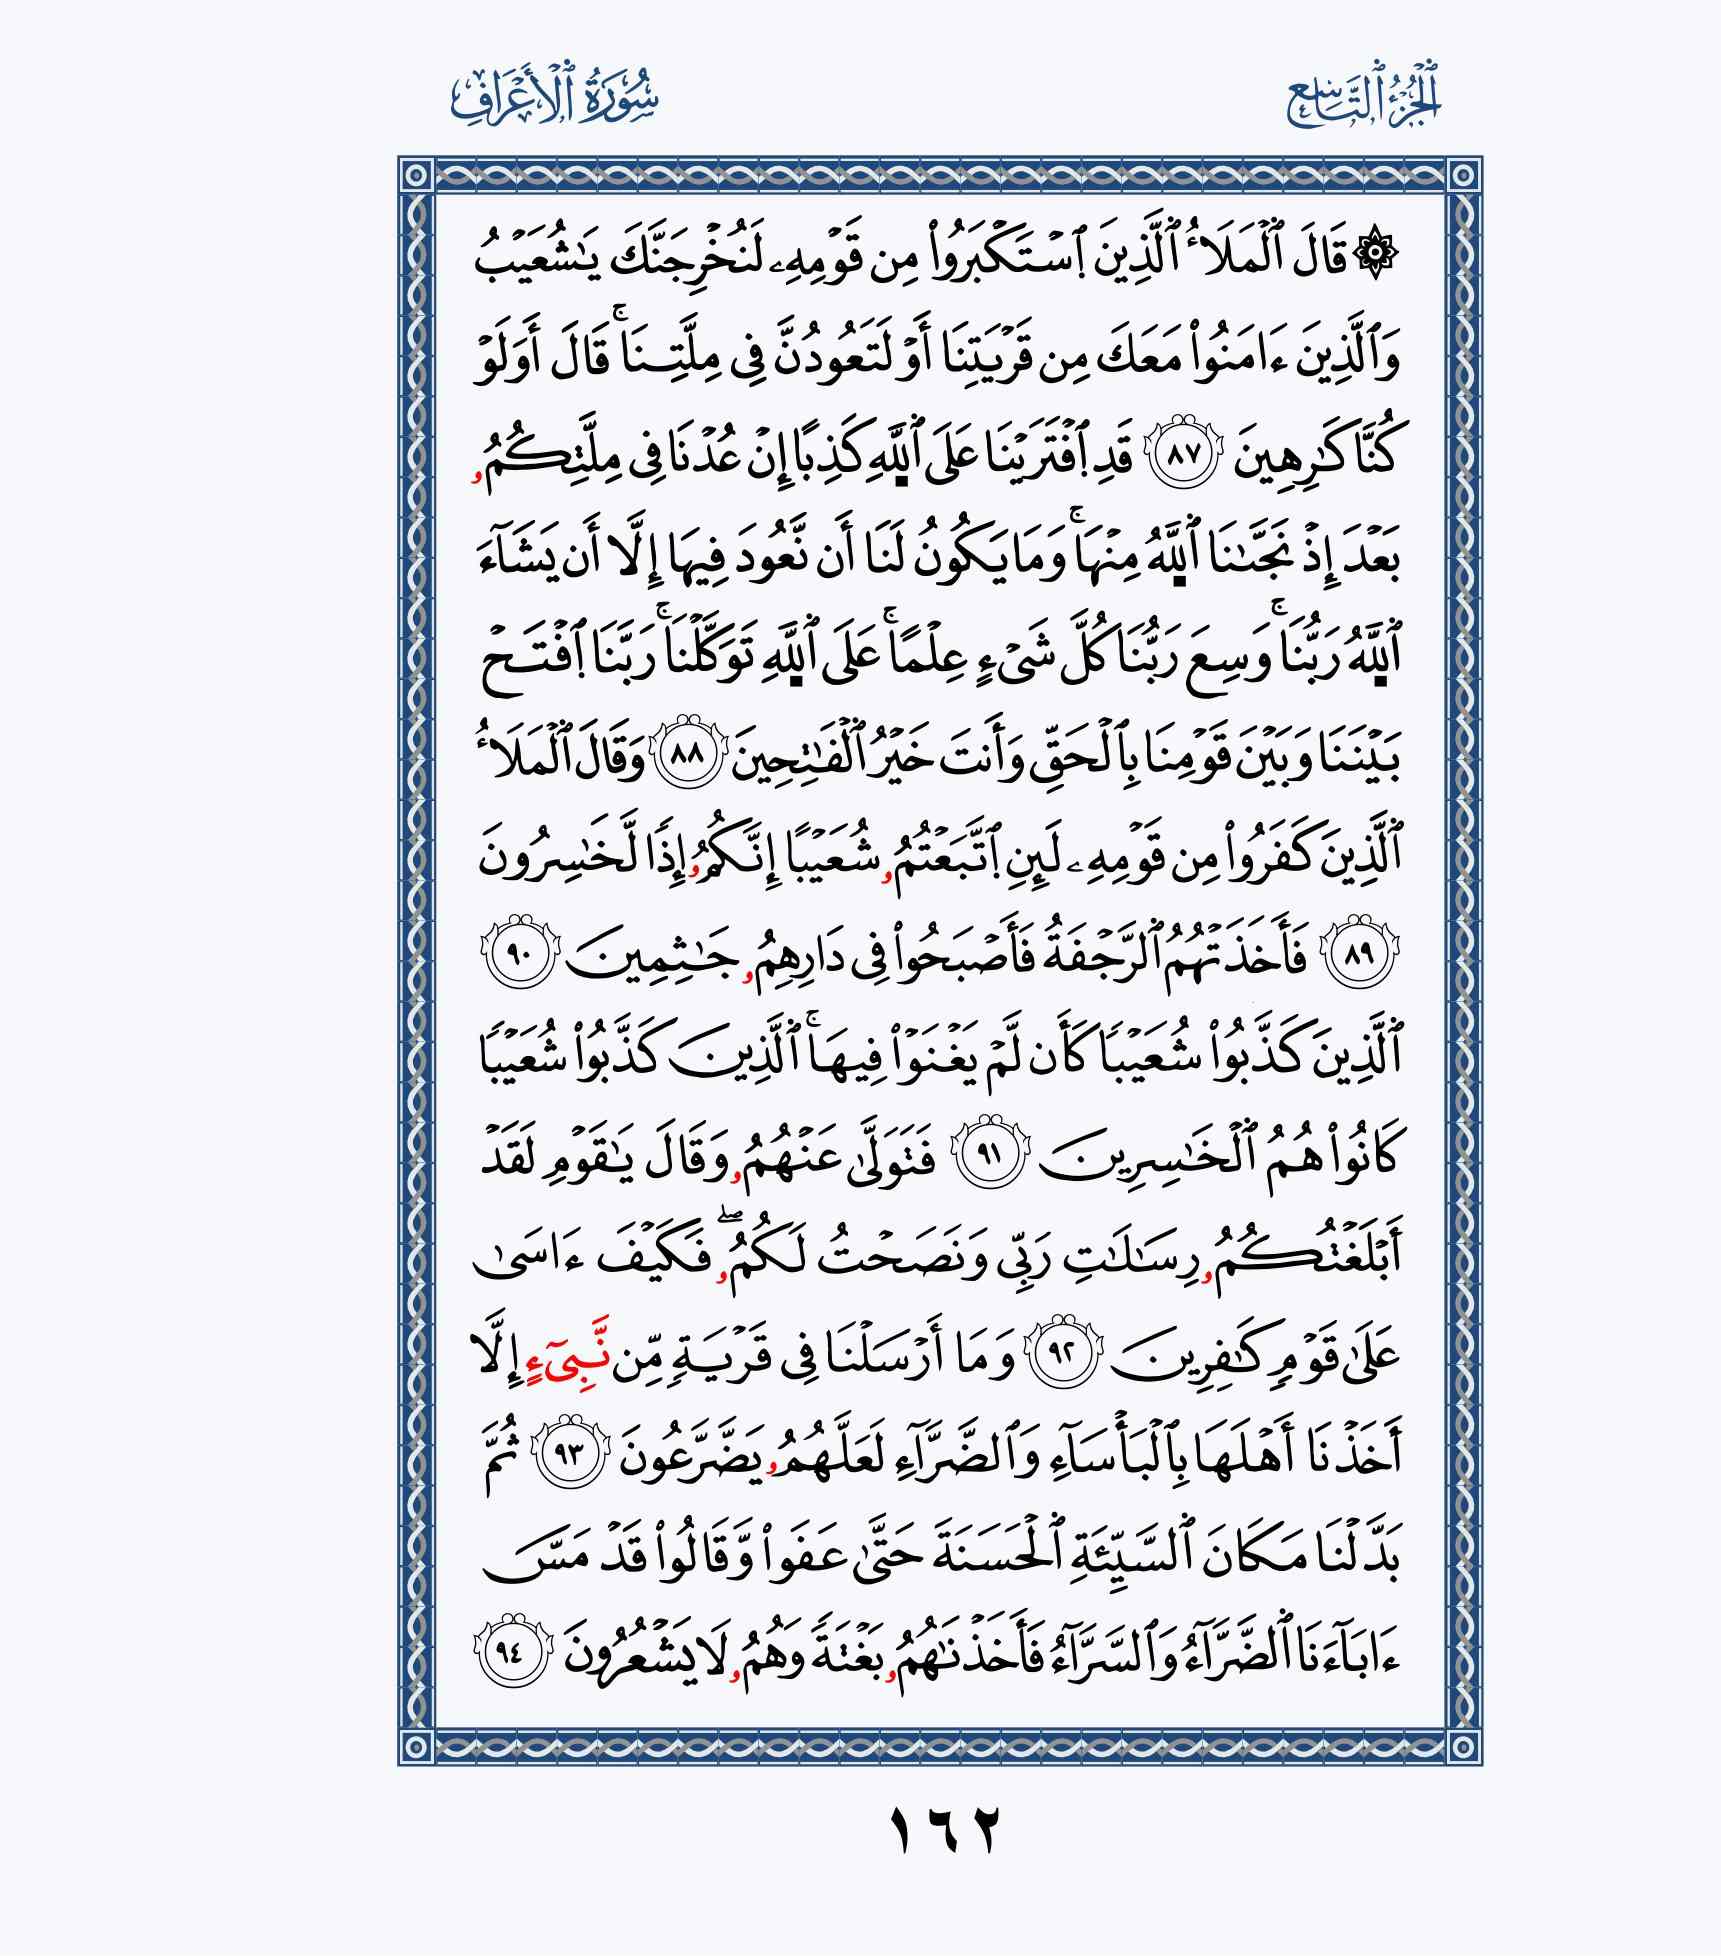 الجُزْءُ التَّاسِع
سُورَةُ الأَعْرَافِ
۞ قَالَ ٱلْمَلَأُ ٱلَّذِينَ ٱسْتَكْبَرُوا۟ مِن قَوْمِهِۦ لَنُخْرِجَنَّكَ يَٰشُعَيْبُ
وَٱلَّذِينَ ءَامَنُوا۟ مَعَكَ مِن قَرْيَتِنَا أَوْ لَتَعُودُنَّ فِى مِلَّتِنَاۚ قَالَ أَوَلَوْ
كُنَّا كَٰرِهِينَ ٨٧ قَدِ ٱفْتَرَيْنَا عَلَى ٱللَّهِ كَذِبًا إِنْ عُدْنَا فِى مِلَّتِكُمُۥ
بَعْدَ إِذْ نَجَّىٰنَا ٱللَّهُ مِنْهَاۚ وَمَا يَكُونُ لَنَا أَن نَّعُودَ فِيهَا إِلَّا أَن يَشَآءَ
ٱللَّهُ رَبُّنَاۚ وَسِعَ رَبُّنَا كُلَّ شَىْءٍ عِلْمًاۚ عَلَى ٱللَّهِ تَوَكَّلْنَاۚ رَبَّنَا ٱفْتَحْ
بَيْنَنَا وَبَيْنَ قَوْمِنَا بِٱلْحَقِّ وَأَنتَ خَيْرُ ٱلْفَٰتِحِينَ ٨٨ وَقَالَ ٱلْمَلَأُ
ٱلَّذِينَ كَفَرُوا۟ مِن قَوْمِهِۦ لَئِنِ ٱتَّبَعْتُمُۥ شُعَيْبًا إِنَّكُمُۥ إِذًا لَّخَٰسِرُونَ
٨٩ فَأَخَذَتْهُمُ ٱلرَّجْفَةُ فَأَصْبَحُوا۟ فِى دَارِهِمُۥ جَٰثِمِينَ ٩٠
ٱلَّذِينَ كَذَّبُوا۟ شُعَيْبًا كَأَن لَّمْ يَغْنَوْا۟ فِيهَاۚ ٱلَّذِينَ كَذَّبُوا۟ شُعَيْبًا
كَانُوا۟ هُمُ ٱلْخَٰسِرِينَ ٩١ فَتَوَلَّىٰ عَنْهُمُۥ وَقَالَ يَٰقَوْمِ لَقَدْ
أَبْلَغْتُكُمُۥ رِسَٰلَٰتِ رَبِّى وَنَصَحْتُ لَكُمُۥۖ فَكَيْفَ ءَاسَىٰ
عَلَىٰ قَوْمٍ كَٰفِرِينَ ٩٢ وَمَا أَرْسَلْنَا فِى قَرْيَةٍ مِّن نَّبِىٓءٍ إِلَّا
أَخَذْنَا أَهْلَهَا بِٱلْبَأْسَآءِ وَٱلضَّرَّآءِ لَعَلَّهُمُۥ يَضَّرَّعُونَ ٩٣ ثُمَّ
بَدَّلْنَا مَكَانَ ٱلسَّيِّئَةِ ٱلْحَسَنَةَ حَتَّىٰ عَفَوا۟ وَّقَالُوا۟ قَدْ مَسَّ
ءَابَآءَنَا ٱلضَّرَّآءُ وَٱلسَّرَّآءُ فَأَخَذْنَٰهُمُۥ بَغْتَةً وَهُمُۥ لَا يَشْعُرُونَ ٩٤
١٦٢